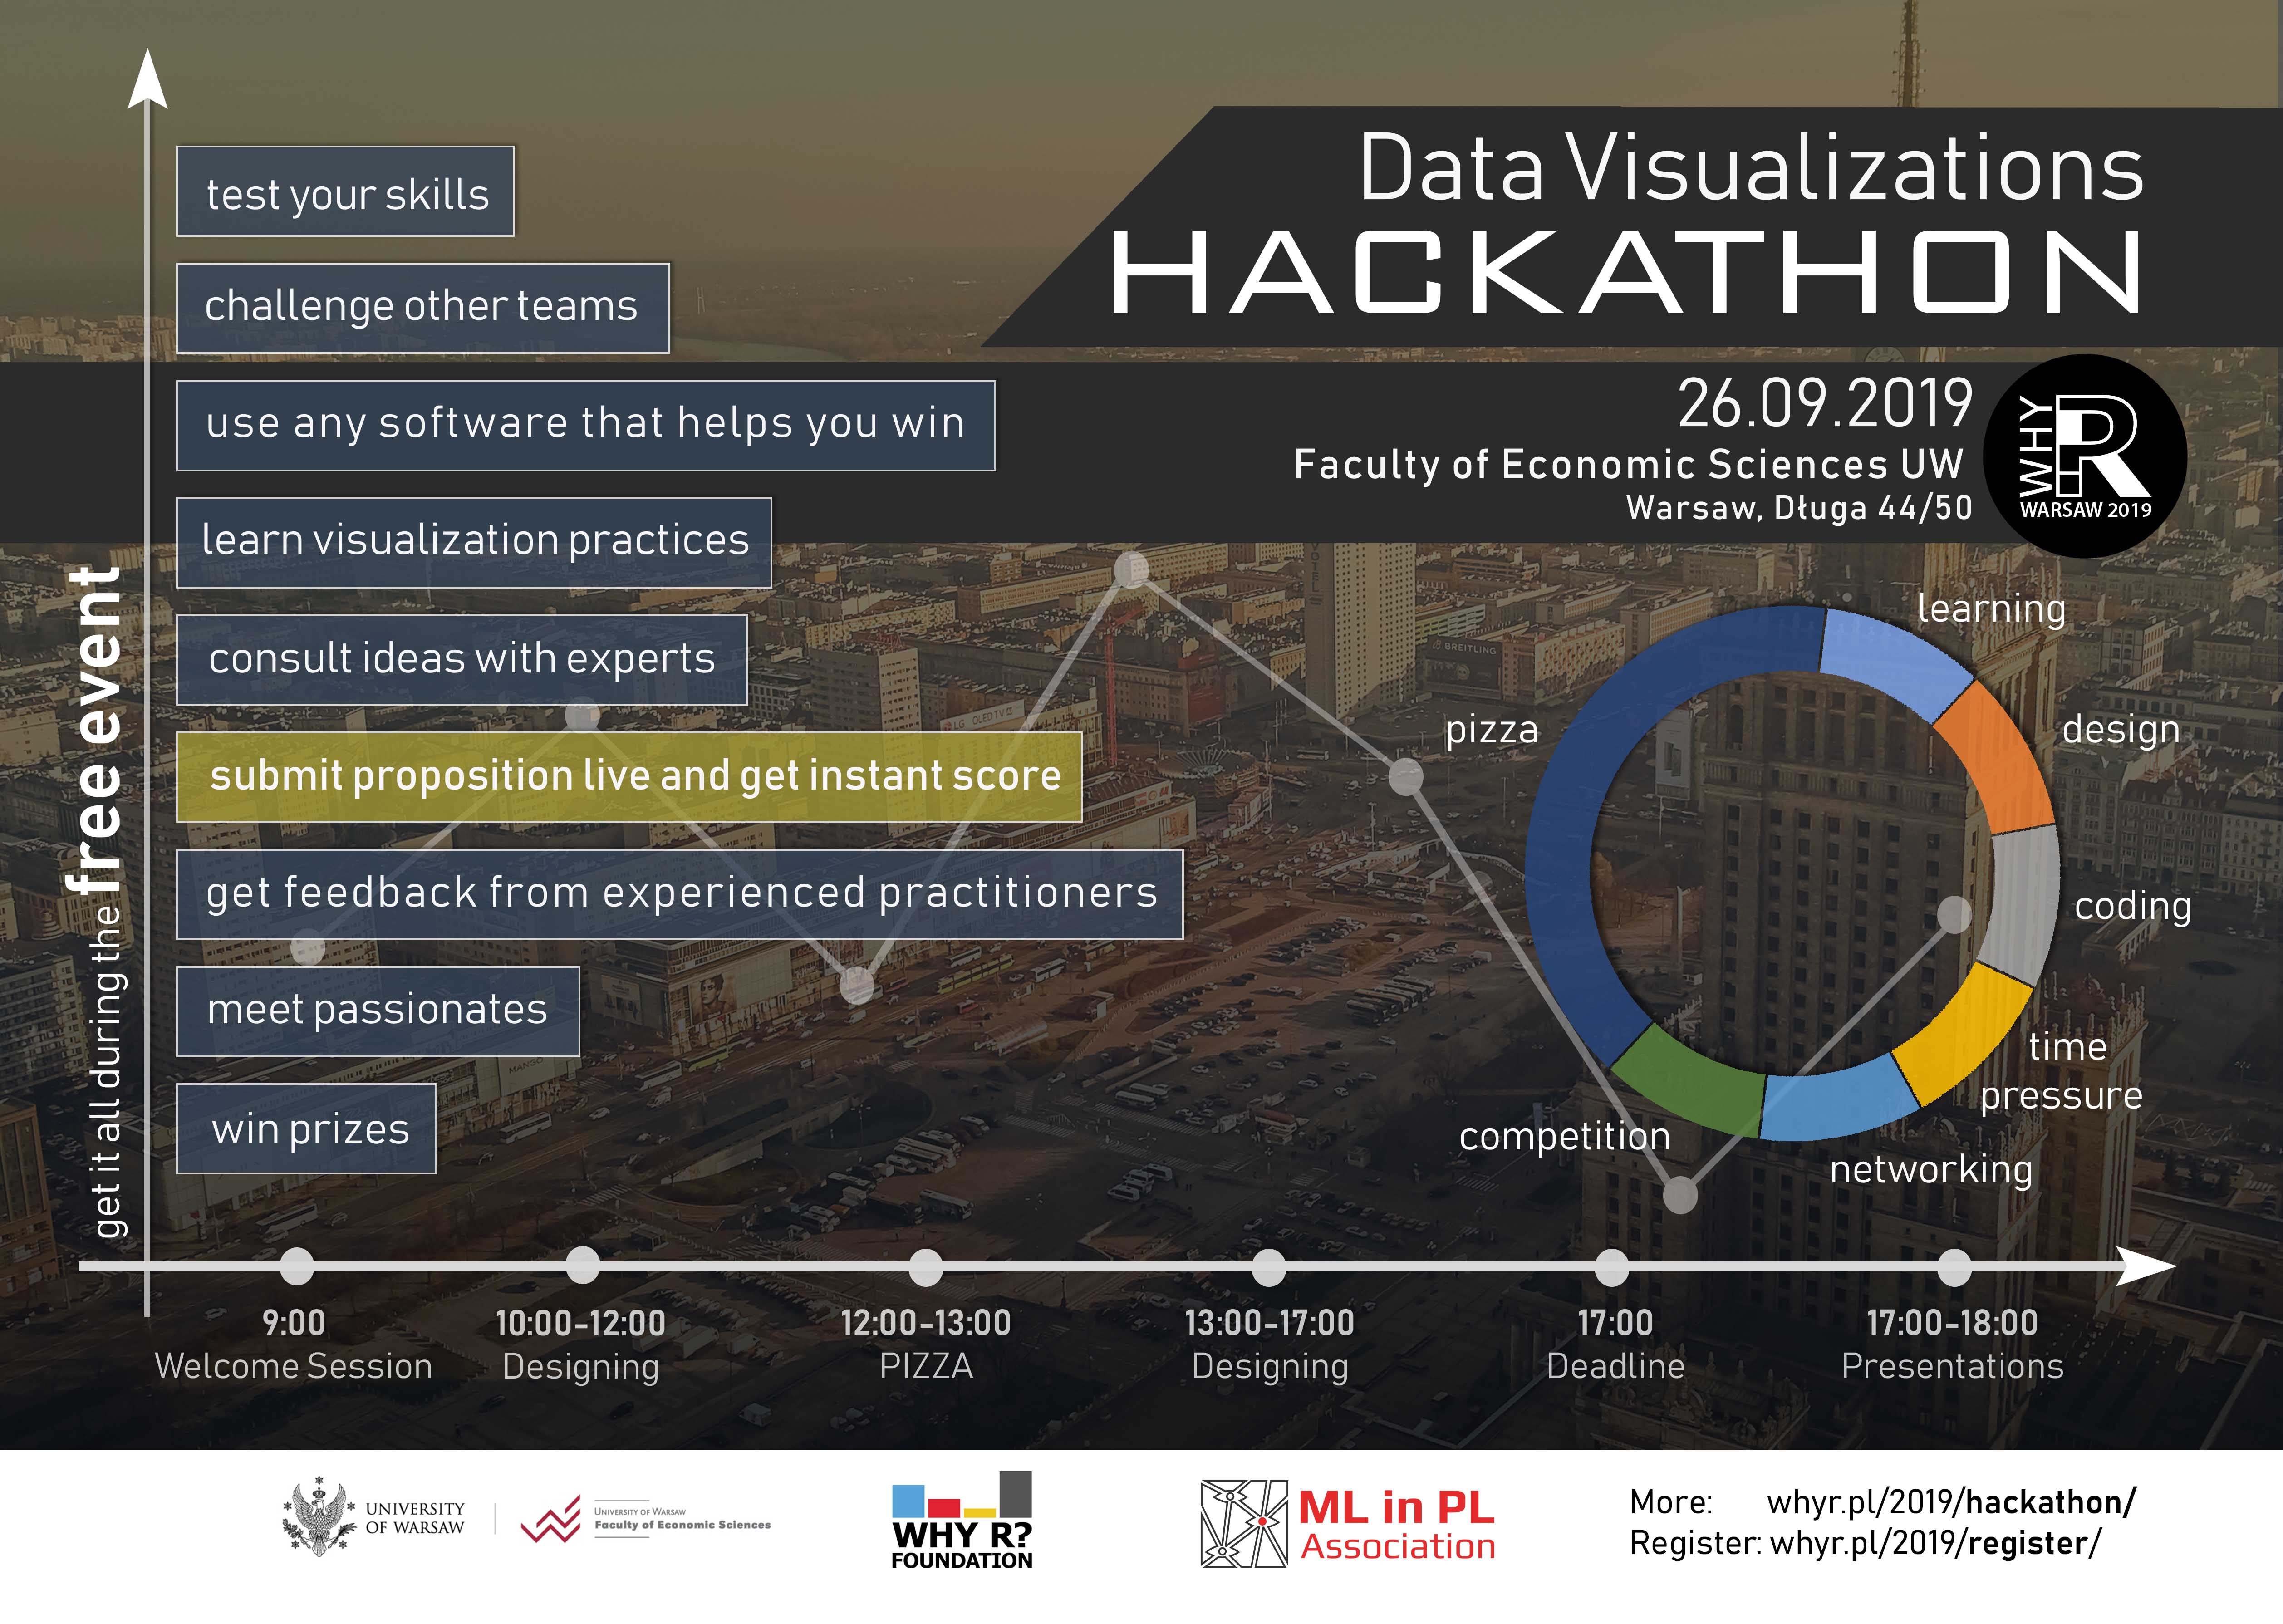 Data Visualizations
HACKATHON
26.09.2019
Faculty of Economic Sciences UW
Warsaw, Długa 44/50
WHY R
WARSAW 2019
get it all during the free event
test your skills
challenge other teams
use any software that helps you win
learn visualization practices
consult ideas with experts
submit proposition live and get instant score
get feedback from experienced practitioners
meet passionates
win prizes
learning
design
coding
time
pressure
networking
competition
pizza
BREITLING
LG OLED TV
9:00
Welcome Session
10:00-12:00
Designing
12:00-13:00
PIZZA
13:00-17:00
Designing
17:00
Deadline
17:00-18:00
Presentations
UNIVERSITY
OF WARSAW
UNIVERSITY OF WARSAW
Faculty of Economic Sciences
WHY R?
FOUNDATION
ML in PL
Association
More: whyr.pl/2019/hackathon/
Register: whyr.pl/2019/register/